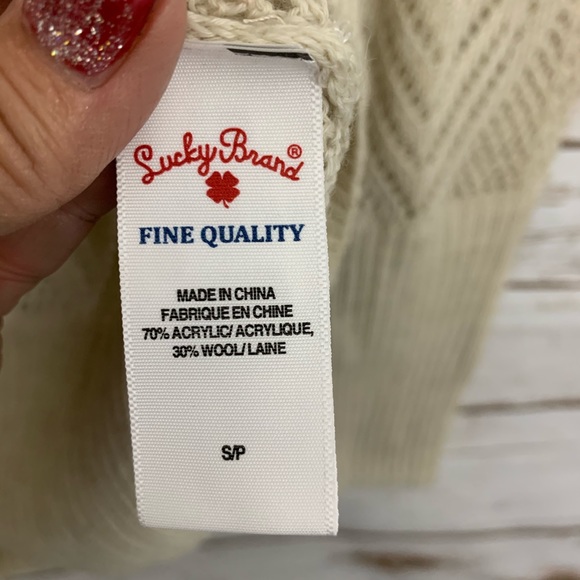 Lucky Brand®
FINE QUALITY
MADE IN CHINA
FABRIQUE EN CHINE
70% ACRYLIC/ ACRYLIQUE,
30% WOOL/ LAINE
S/P